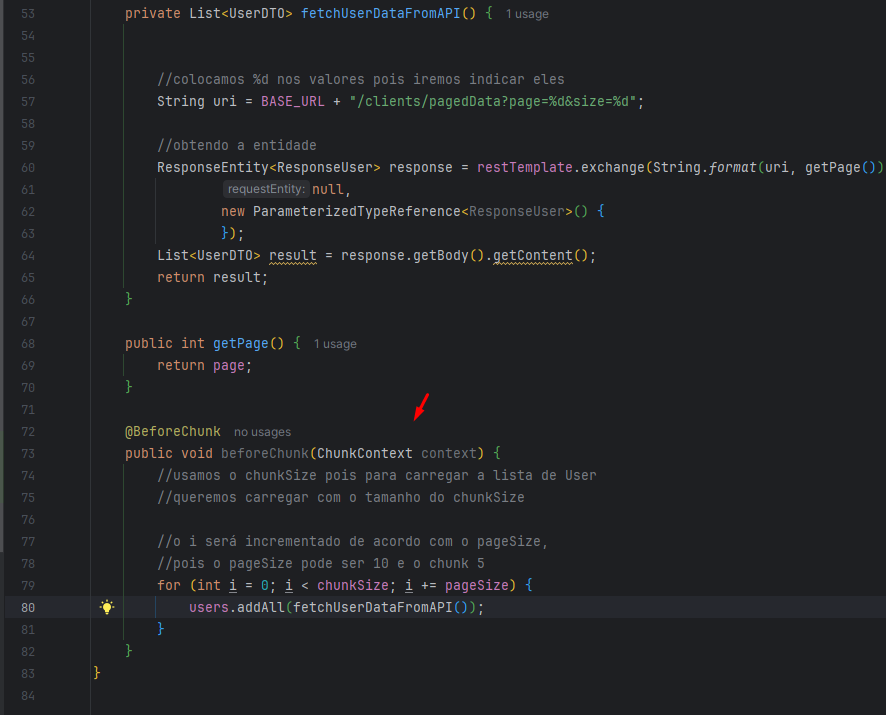 53 private List<UserDTO> fetchUserDataFromAPI() { 1 usage
54
55
56 //colocamos %d nos valores pois iremos indicar eles
57 String uri = BASE_URL + "/clients/pagedData?page=%d&size=%d";
58
59 //obtendo a entidade
60 ResponseEntity<ResponseUser> response = restTemplate.exchange(String.format(uri, getPage())
61 requestEntity: null,
62 new ParameterizedTypeReference<ResponseUser>() {
63 });
64 List<UserDTO> result = response.getBody().getContent();
65 return result;
66 }
67
68 public int getPage() { 1 usage
69 return page;
70 }
71
72 @BeforeChunk no usages
73 public void beforeChunk(ChunkContext context) {
74 //usamos o chunkSize pois para carregar a lista de User
75 //queremos carregar com o tamanho do chunkSize
76
77 //o i será incrementado de acordo com o pageSize,
78 //pois o pageSize pode ser 10 e o chunk 5
79 for (int i = 0; i < chunkSize; i += pageSize) {
80 users.addAll(fetchUserDataFromAPI());
81 }
82 }
83 }
84